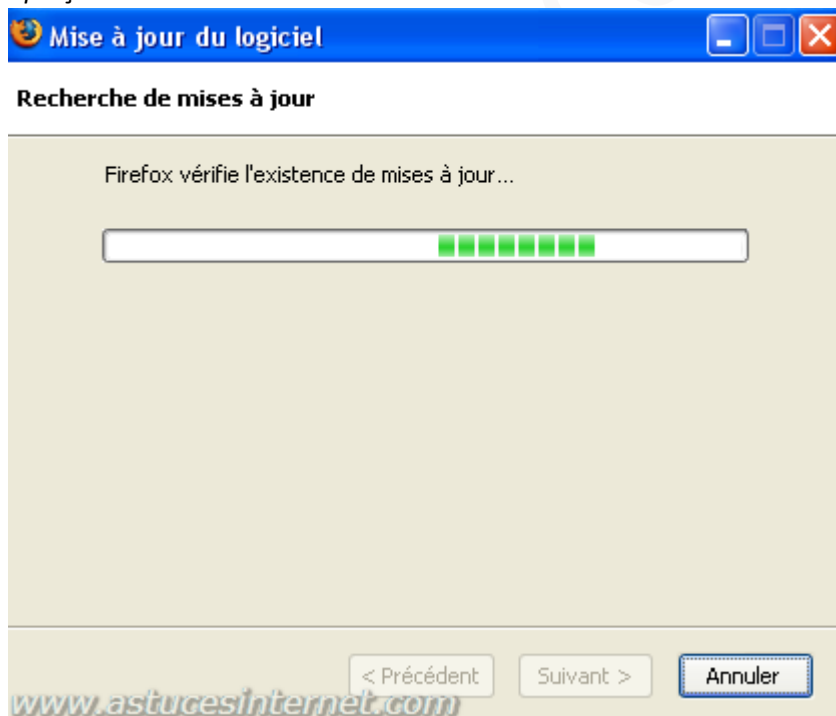 Mise à jour du logiciel
Recherche de mises à jour
Firefox vérifie l'existence de mises à jour...
< Précédent Suivant > Annuler
www.astucesinternet.com